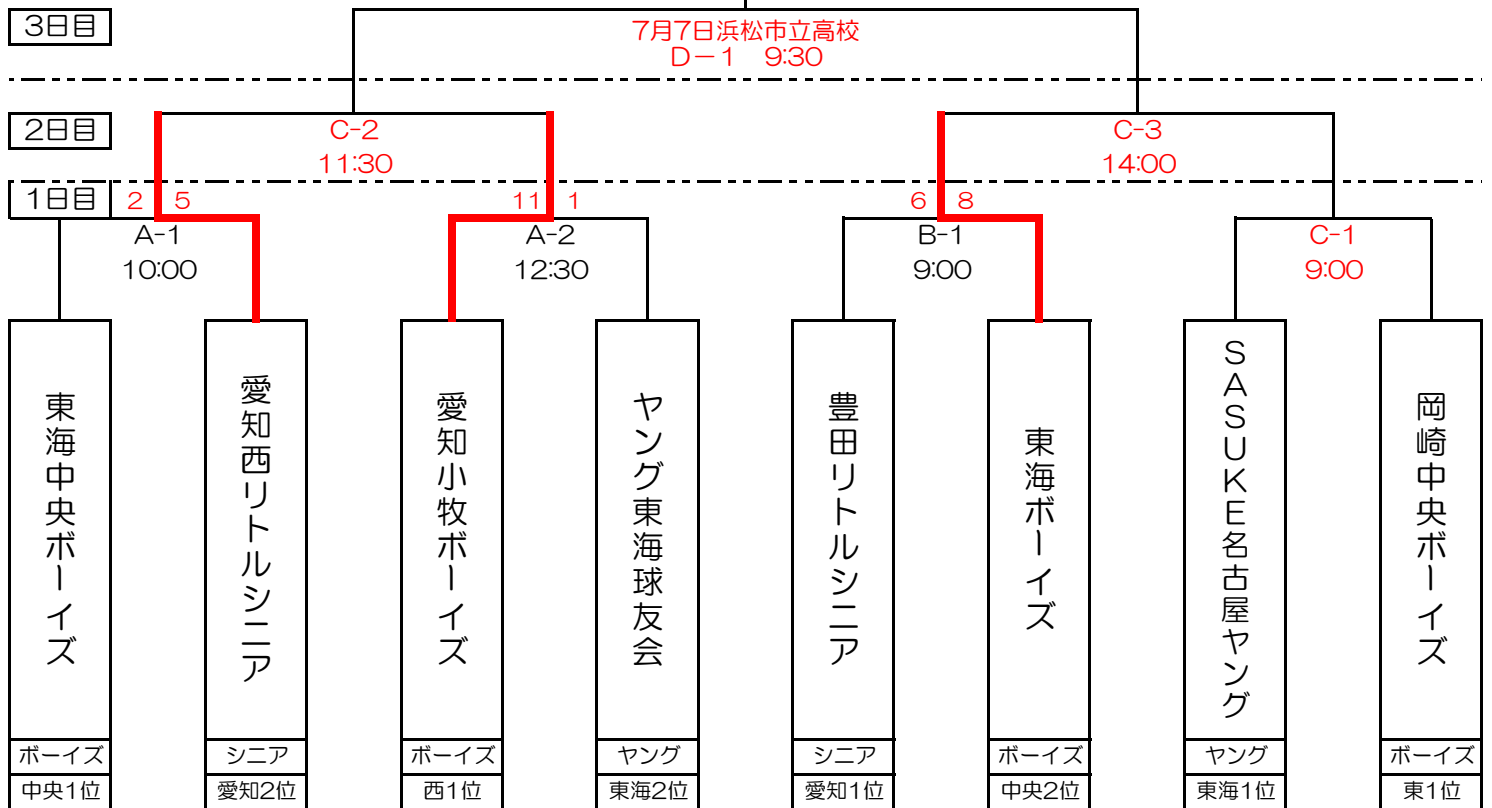 3日目
7月7日浜松市立高校
D－1　9:30
2日目
C-2
11:30
C-3
14:00
1日目
2 5
11 1
6 8
A-1
10:00
A-2
12:30
B-1
9:00
C-1
9:00
東海中央ボーイズ
愛知西リトルシニア
愛知小牧ボーイズ
ヤング東海球友会
豊田リトルシニア
東海ボーイズ
SASUKE名古屋ヤング
岡崎中央ボーイズ
ボーイズ
シニア
ボーイズ
ヤング
シニア
ボーイズ
ヤング
ボーイズ
中央1位
愛知2位
西1位
東海2位
愛知1位
中央2位
東海1位
東1位